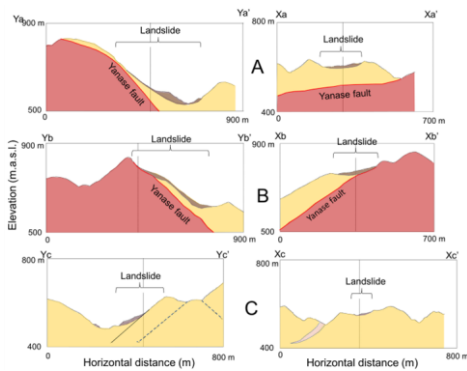 Ya Ya'
900 m
Landslide
Yanase fault
500
0 900 m
Xa Xa'
800 m
Landslide
Yanase fault
400
0 700 m
A
Yb Yb'
900 m
Landslide
Yanase fault
500
0 900 m
Xb Xb'
900 m
Landslide
Yanase fault
500
0 700 m
B
Elevation (m.a.s.l.)
Yc Yc'
800 m
Landslide
400
0 800 m
Horizontal distance (m)
Xc Xc'
800 m
Landslide
400
0 800 m
Horizontal distance (m)
C